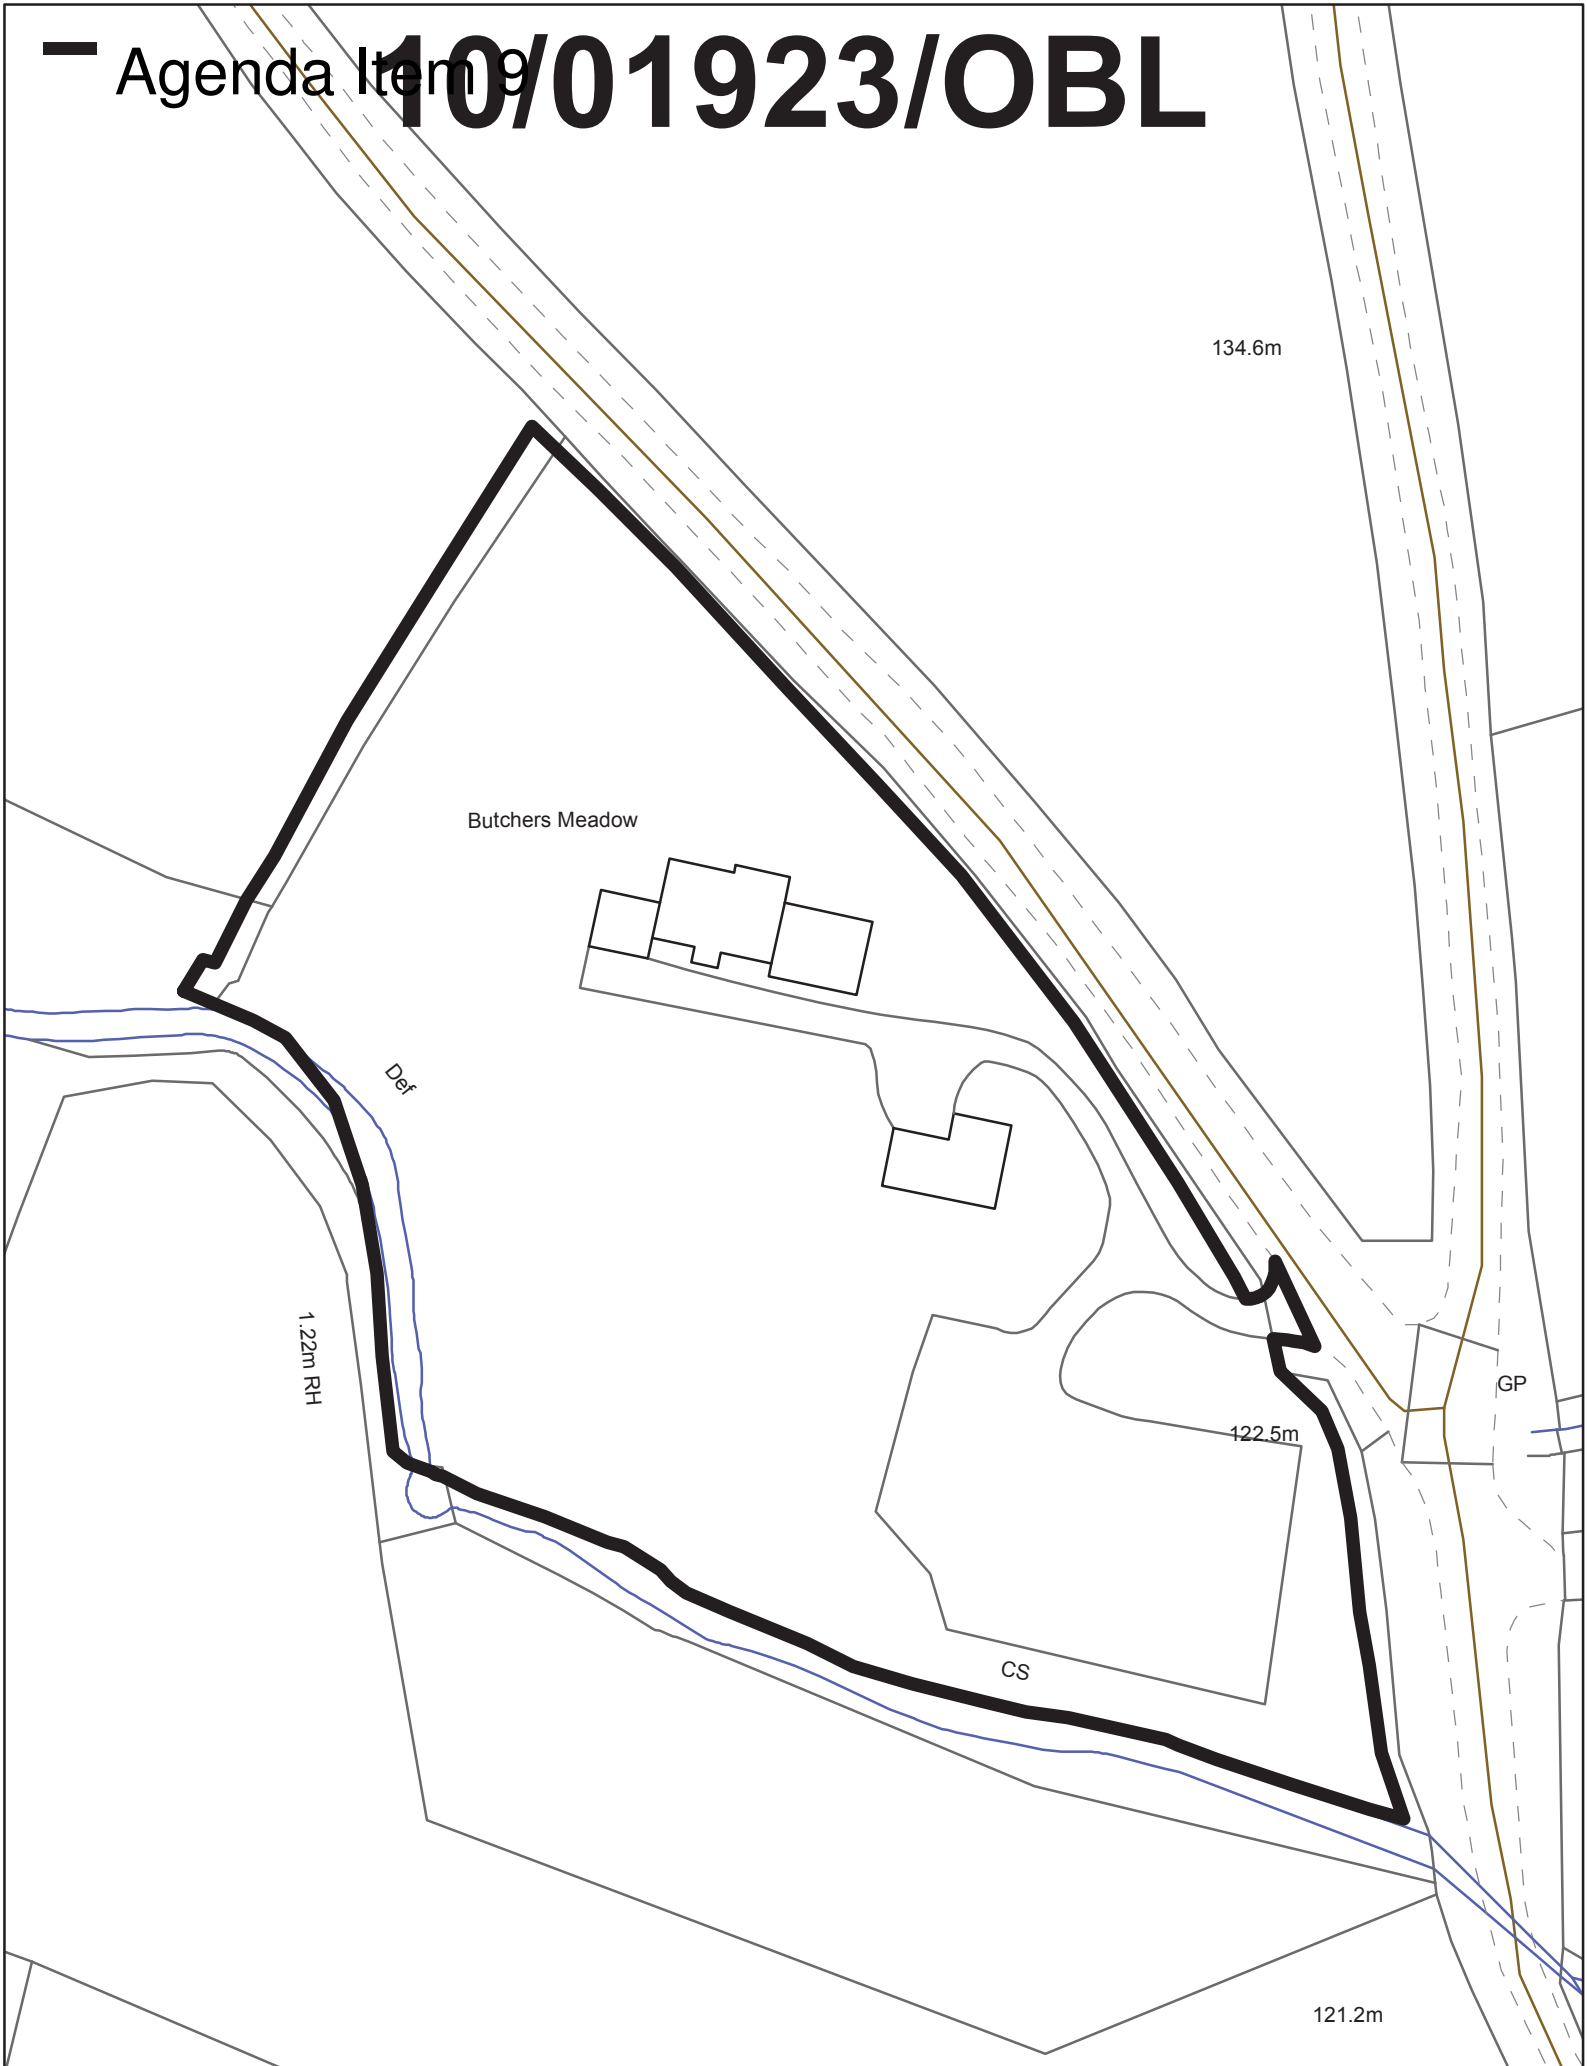 Agenda Item 9
10/01923/OBL
134.6m
Butchers Meadow
Def
1.22m RH
GP
122.5m
CS
121.2m